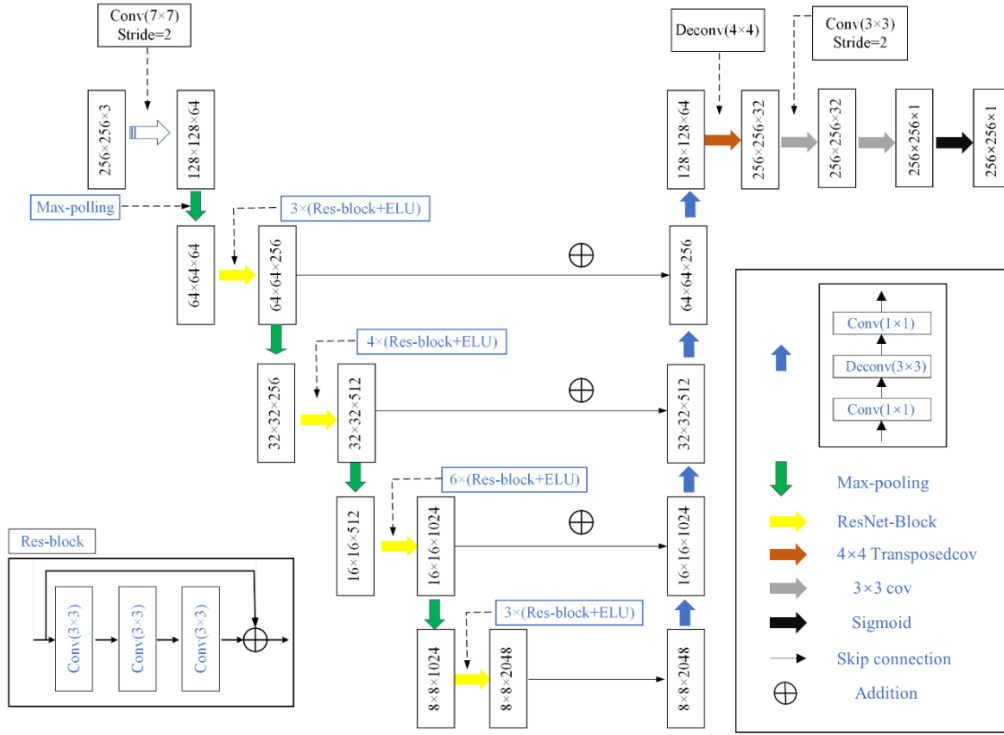 Conv(7×7)
Stride=2
Deconv(4×4)
Conv(3×3)
Stride=2
256×256×3
128×128×64
128×128×64
256×256×32
256×256×32
256×256×1
256×256×1
Max-polling
3×(Res-block+ELU)
64×64×64
64×64×256
64×64×256
4×(Res-block+ELU)
32×32×256
32×32×512
32×32×512
6×(Res-block+ELU)
16×16×512
16×16×1024
16×16×1024
3×(Res-block+ELU)
8×8×1024
8×8×2048
8×8×2048
Res-block
Conv(3×3)
Conv(3×3)
Conv(3×3)
Conv(1×1)
Deconv(3×3)
Conv(1×1)
Max-pooling
ResNet-Block
4×4 Transposedcov
3×3 cov
Sigmoid
Skip connection
Addition